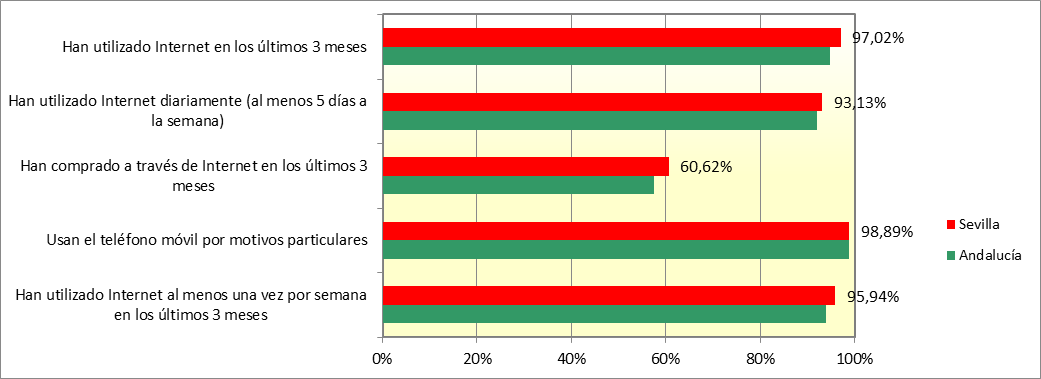 Han utilizado Internet en los últimos 3 meses
97,02%
Han utilizado Internet diariamente (al menos 5 días a
la semana)
93,13%
Han comprado a través de Internet en los últimos 3
meses
60,62%
Usan el teléfono móvil por motivos particulares
98,89%
Han utilizado Internet al menos una vez por semana
en los últimos 3 meses
95,94%
0% 20% 40% 60% 80% 100%
Sevilla
Andalucía